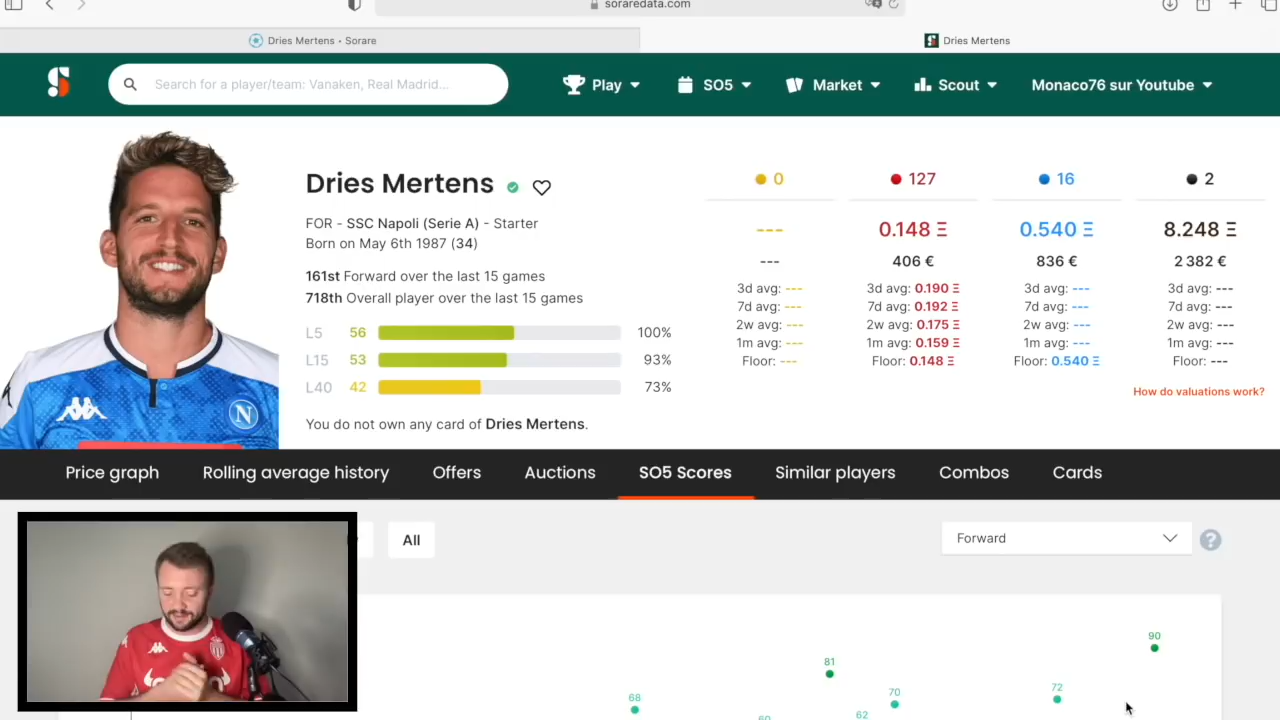 soraredata.com
Dries Mertens • Sorare
Dries Mertens
Search for a player/team: Vanaken, Real Madrid...
Play
SO5
Market
Scout
Monaco76 sur Youtube
Dries Mertens
FOR - SSC Napoli (Serie A) - Starter
Born on May 6th 1987 (34)
161st Forward over the last 15 games
718th Overall player over the last 15 games
L5 56 100%
L15 53 93%
L40 42 73%
You do not own any card of Dries Mertens.
0
---
---
3d avg: ---
7d avg: ---
2w avg: ---
1m avg: ---
Floor: ---
127
0.148 Ξ
406 €
3d avg: 0.190 Ξ
7d avg: 0.192 Ξ
2w avg: 0.175 Ξ
1m avg: 0.159 Ξ
Floor: 0.148 Ξ
16
0.540 Ξ
836 €
3d avg: ---
7d avg: ---
2w avg: ---
1m avg: ---
Floor: 0.540 Ξ
2
8.248 Ξ
2 382 €
3d avg: ---
7d avg: ---
2w avg: ---
1m avg: ---
Floor: ---
How do valuations work?
Price graph
Rolling average history
Offers
Auctions
SO5 Scores
Similar players
Combos
Cards
All
Forward
?
90
81
72
70
68
62
N